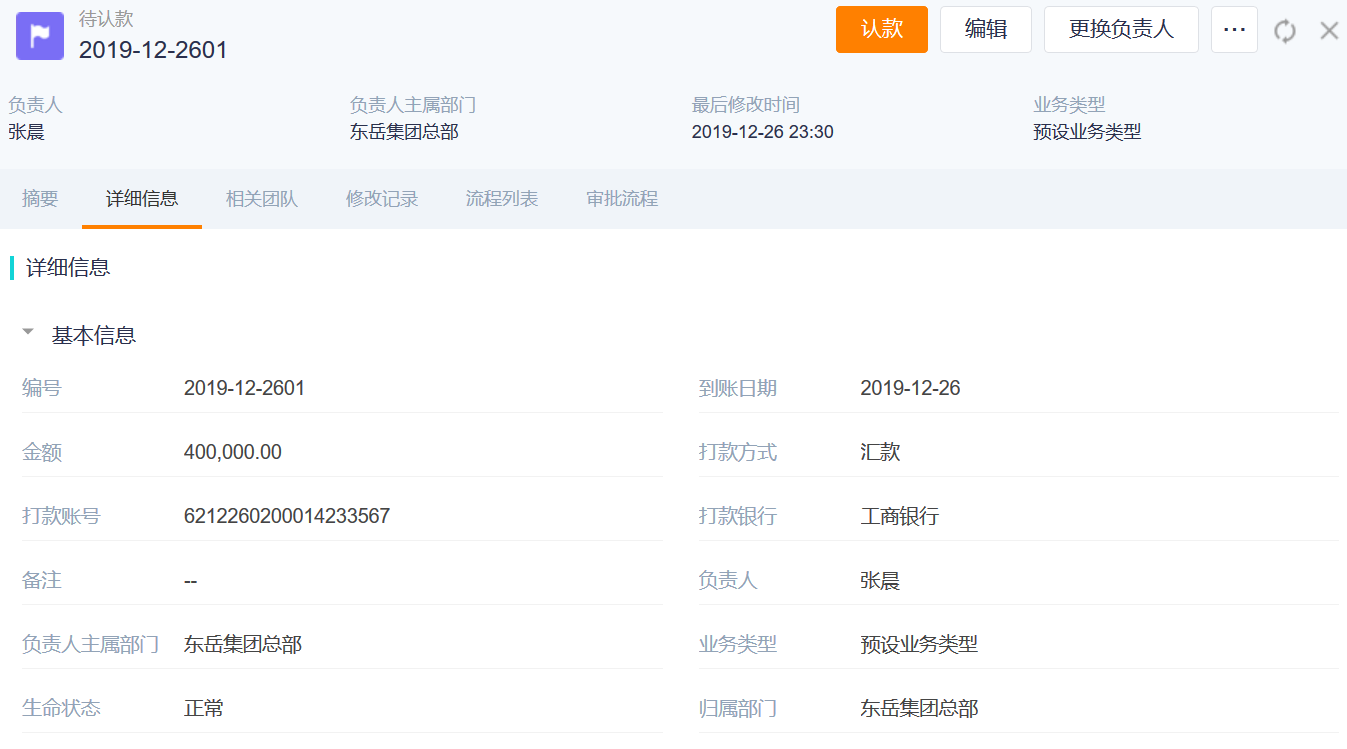 待认款
2019-12-2601
认款 编辑 更换负责人 ···
负责人 负责人主属部门 最后修改时间 业务类型
张晨 东岳集团总部 2019-12-26 23:30 预设业务类型
摘要 详细信息 相关团队 修改记录 流程列表 审批流程
详细信息
基本信息
编号 2019-12-2601 到账日期 2019-12-26
金额 400,000.00 打款方式 汇款
打款账号 6212260200014233567 打款银行 工商银行
备注 -- 负责人 张晨
负责人主属部门 东岳集团总部 业务类型 预设业务类型
生命状态 正常 归属部门 东岳集团总部